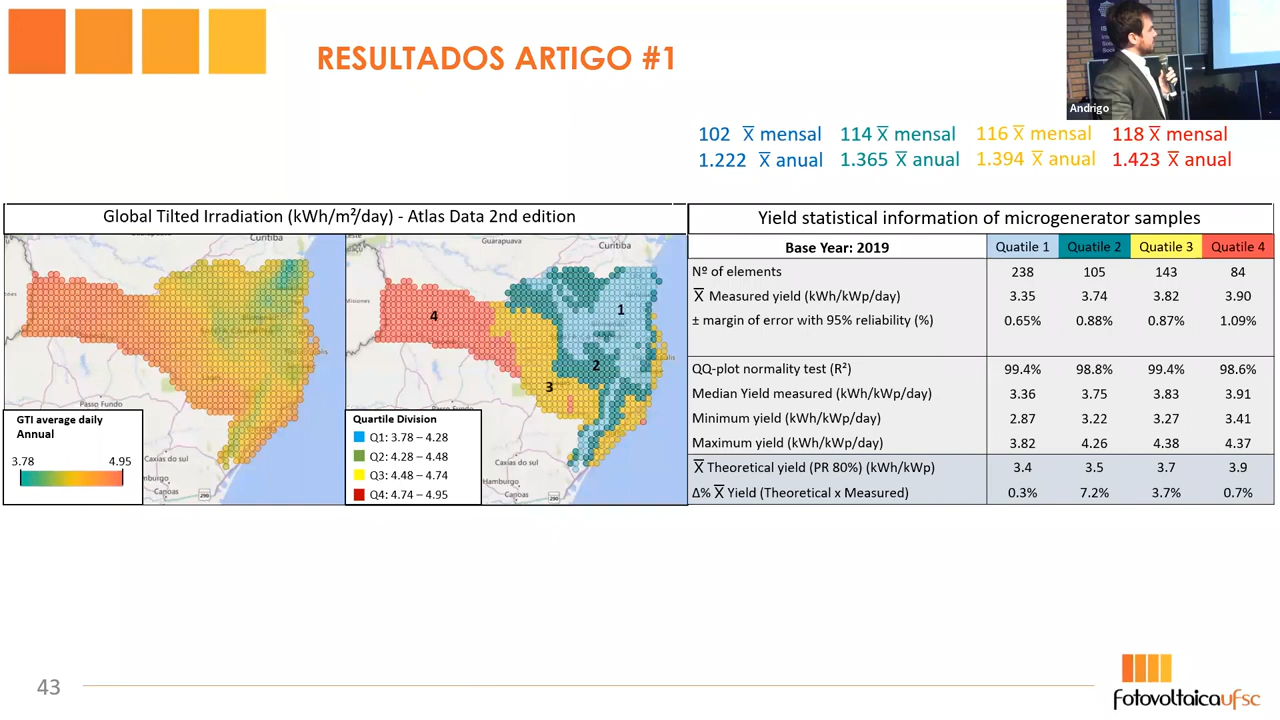 RESULTADOS ARTIGO #1
Andrigo
102 X̅ mensal 114 X̅ mensal 116 X̅ mensal 118 X̅ mensal
1.222 X̅ anual 1.365 X̅ anual 1.394 X̅ anual 1.423 X̅ anual
Global Tilted Irradiation (kWh/m²/day) - Atlas Data 2nd edition
Curitiba
Passo Fundo
Caxias do sul
Canoas
290
GTI average daily
Annual
3.78 4.95
Guarapuava
Curitiba
Misiones
1
4
2
3
Caxias do sul
Hamburgo
Canoas
290
Quartile Division
Q1: 3.78 – 4.28
Q2: 4.28 – 4.48
Q3: 4.48 – 4.74
Q4: 4.74 – 4.95
Yield statistical information of microgenerator samples
Base Year: 2019 Quatile 1 Quatile 2 Quatile 3 Quatile 4
Nº of elements 238 105 143 84
X̅ Measured yield (kWh/kWp/day) 3.35 3.74 3.82 3.90
± margin of error with 95% reliability (%) 0.65% 0.88% 0.87% 1.09%
QQ-plot normality test (R²) 99.4% 98.8% 99.4% 98.6%
Median Yield measured (kWh/kWp/day) 3.36 3.75 3.83 3.91
Minimum yield (kWh/kWp/day) 2.87 3.22 3.27 3.41
Maximum yield (kWh/kWp/day) 3.82 4.26 4.38 4.37
X̅ Theoretical yield (PR 80%) (kWh/kWp) 3.4 3.5 3.7 3.9
Δ% X̅ Yield (Theoretical x Measured) 0.3% 7.2% 3.7% 0.7%
43
fotovoltaicaufsc